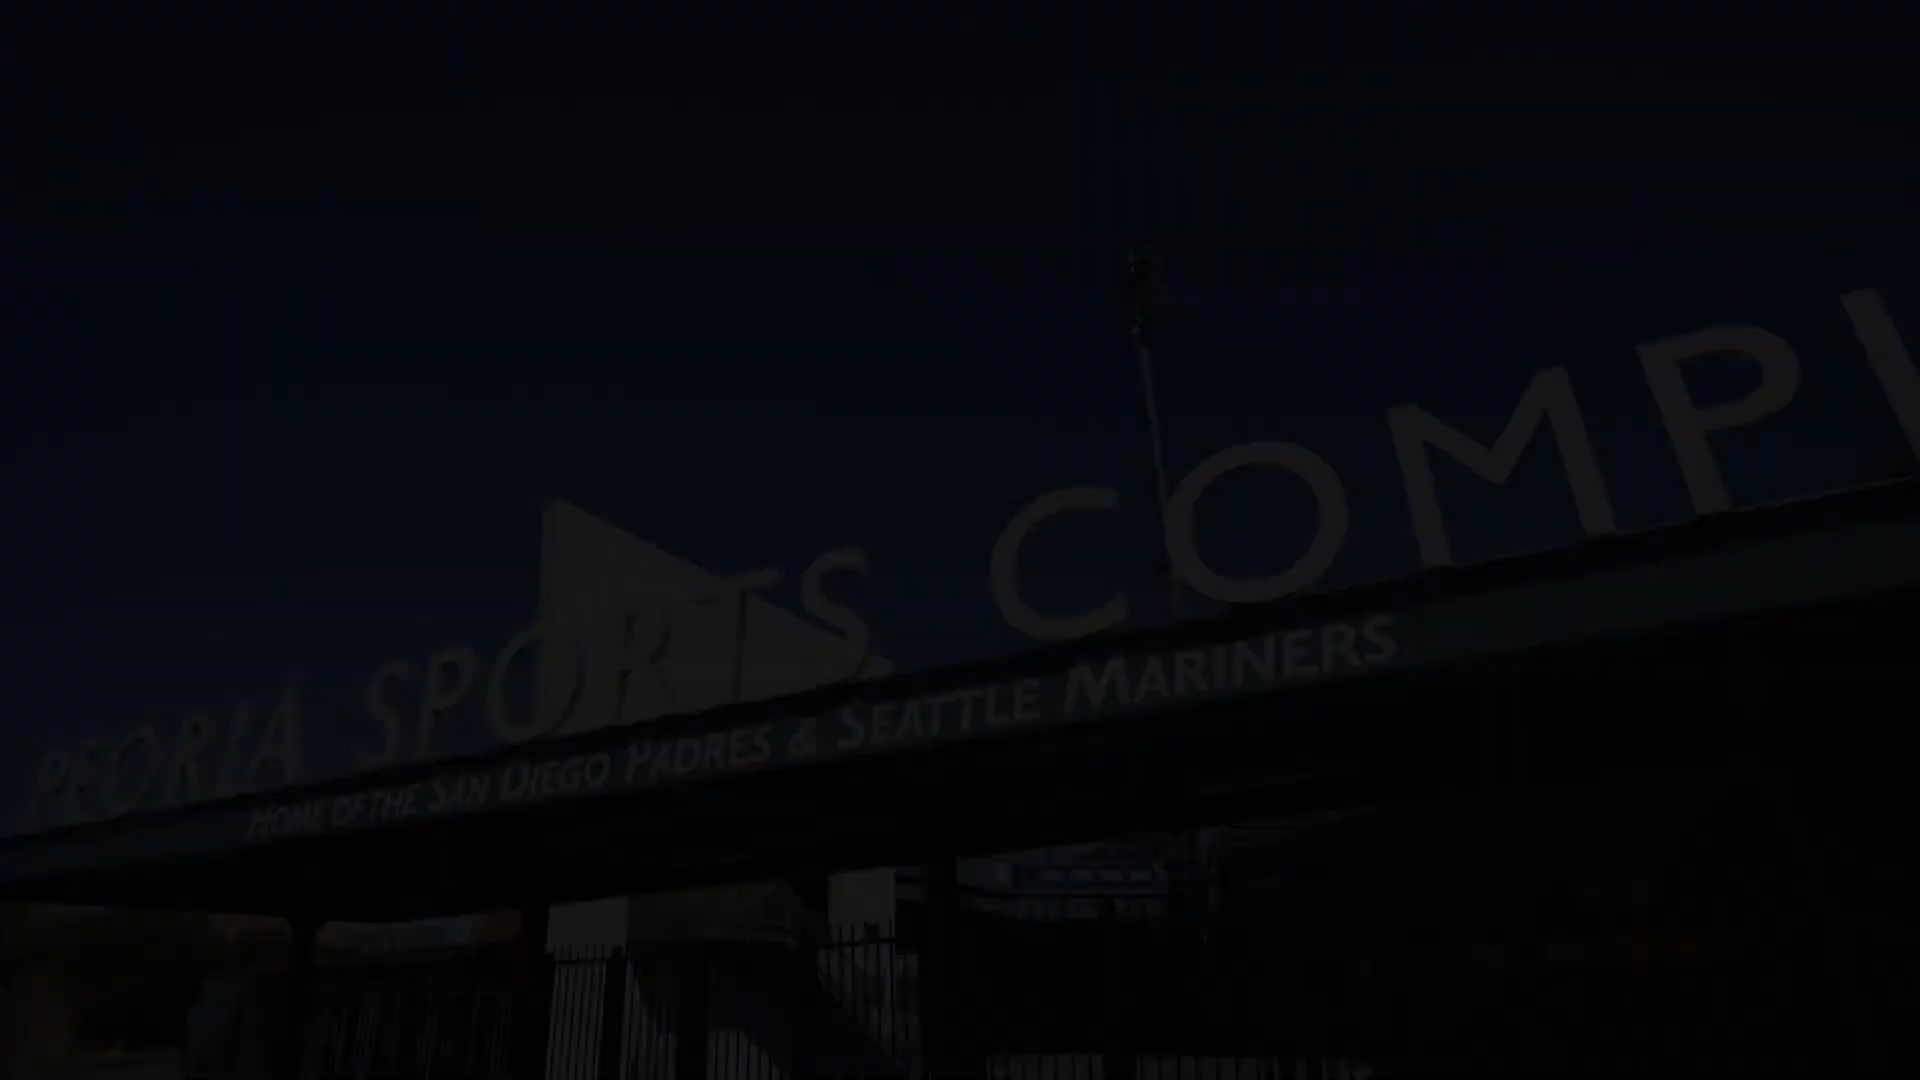 PEORIA SPORTS COMPL
HOME OF THE SAN DIEGO PADRES & SEATTLE MARINERS